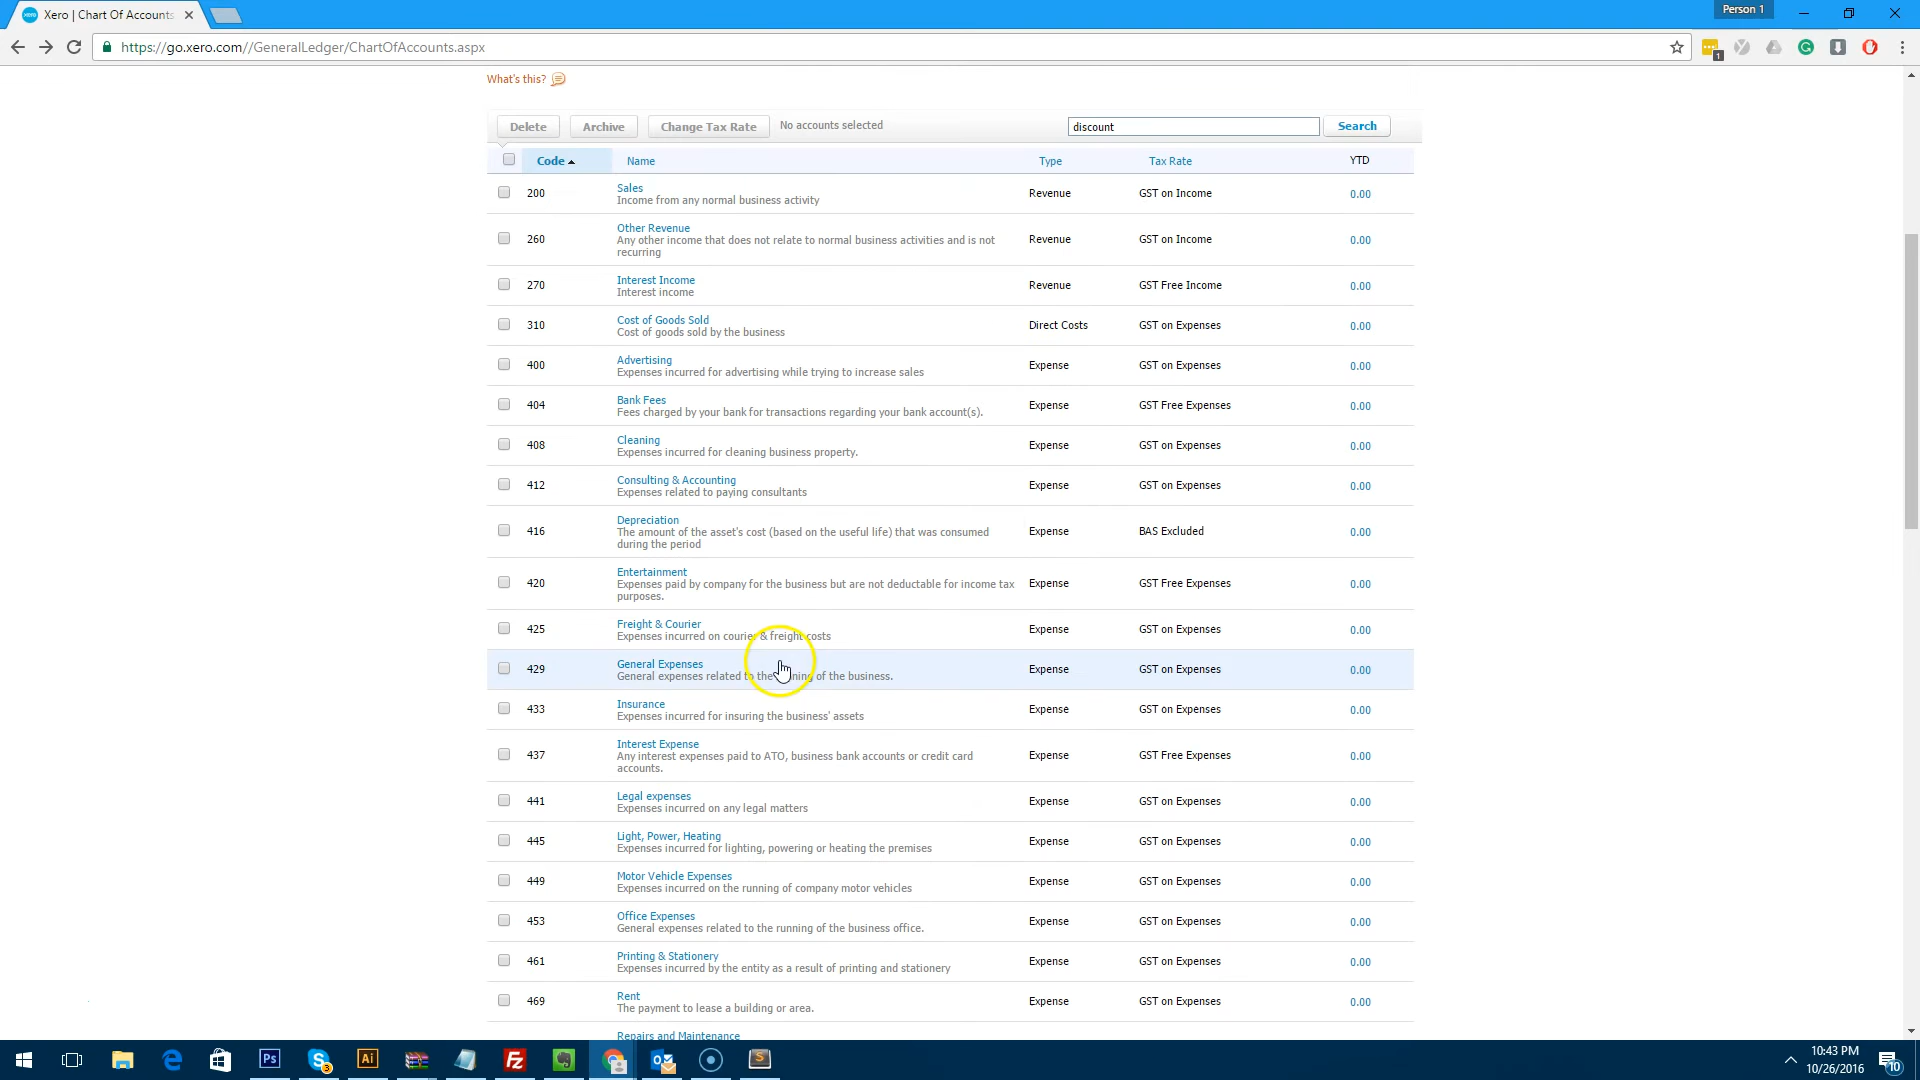 Xero | Chart Of Accounts
Person 1
https://go.xero.com//GeneralLedger/ChartOfAccounts.aspx
1
What's this?
Delete Archive Change Tax Rate No accounts selected discount Search
Code Name Type Tax Rate YTD
200 Sales Revenue GST on Income 0.00
Income from any normal business activity
260 Other Revenue Revenue GST on Income 0.00
Any other income that does not relate to normal business activities and is not
recurring
270 Interest Income Revenue GST Free Income 0.00
Interest income
310 Cost of Goods Sold Direct Costs GST on Expenses 0.00
Cost of goods sold by the business
400 Advertising Expense GST on Expenses 0.00
Expenses incurred for advertising while trying to increase sales
404 Bank Fees Expense GST Free Expenses 0.00
Fees charged by your bank for transactions regarding your bank account(s).
408 Cleaning Expense GST on Expenses 0.00
Expenses incurred for cleaning business property.
412 Consulting & Accounting Expense GST on Expenses 0.00
Expenses related to paying consultants
416 Depreciation Expense BAS Excluded 0.00
The amount of the asset's cost (based on the useful life) that was consumed
during the period
420 Entertainment Expense GST Free Expenses 0.00
Expenses paid by company for the business but are not deductable for income tax
purposes.
425 Freight & Courier Expense GST on Expenses 0.00
Expenses incurred on courier & freight costs
429 General Expenses Expense GST on Expenses 0.00
General expenses related to the running of the business.
433 Insurance Expense GST on Expenses 0.00
Expenses incurred for insuring the business' assets
437 Interest Expense Expense GST Free Expenses 0.00
Any interest expenses paid to ATO, business bank accounts or credit card
accounts.
441 Legal expenses Expense GST on Expenses 0.00
Expenses incurred on any legal matters
445 Light, Power, Heating Expense GST on Expenses 0.00
Expenses incurred for lighting, powering or heating the premises
449 Motor Vehicle Expenses Expense GST on Expenses 0.00
Expenses incurred on the running of company motor vehicles
453 Office Expenses Expense GST on Expenses 0.00
General expenses related to the running of the business office.
461 Printing & Stationery Expense GST on Expenses 0.00
Expenses incurred by the entity as a result of printing and stationery
469 Rent Expense GST on Expenses 0.00
The payment to lease a building or area.
Repairs and Maintenance
Ps 3 Ai Fz S
10:43 PM
10/26/2016
10